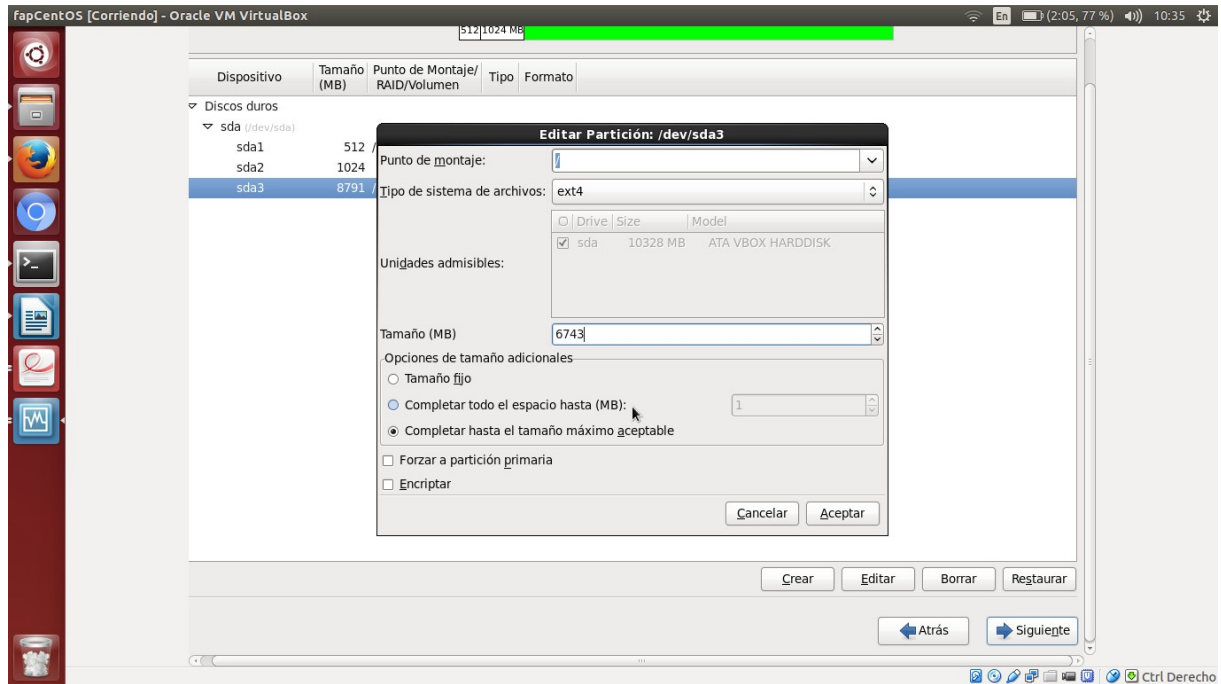 fapCentOS [Corriendo] - Oracle VM VirtualBox
En (2:05, 77 %) 10:35
512 1024 MB
Dispositivo Tamaño (MB) Punto de Montaje/ RAID/Volumen Tipo Formato
Discos duros
sda (/dev/sda)
sda1 512 /
sda2 1024
sda3 8791 /
Editar Partición: /dev/sda3
Punto de montaje: /
Tipo de sistema de archivos: ext4
Drive Size Model
sda 10328 MB ATA VBOX HARDDISK
Unidades admisibles:
Tamaño (MB) 6743
Opciones de tamaño adicionales
Tamaño fijo
Completar todo el espacio hasta (MB): 1
Completar hasta el tamaño máximo aceptable
Forzar a partición primaria
Encriptar
Cancelar Aceptar
Crear Editar Borrar Restaurar
Atrás Siguiente
Ctrl Derecho